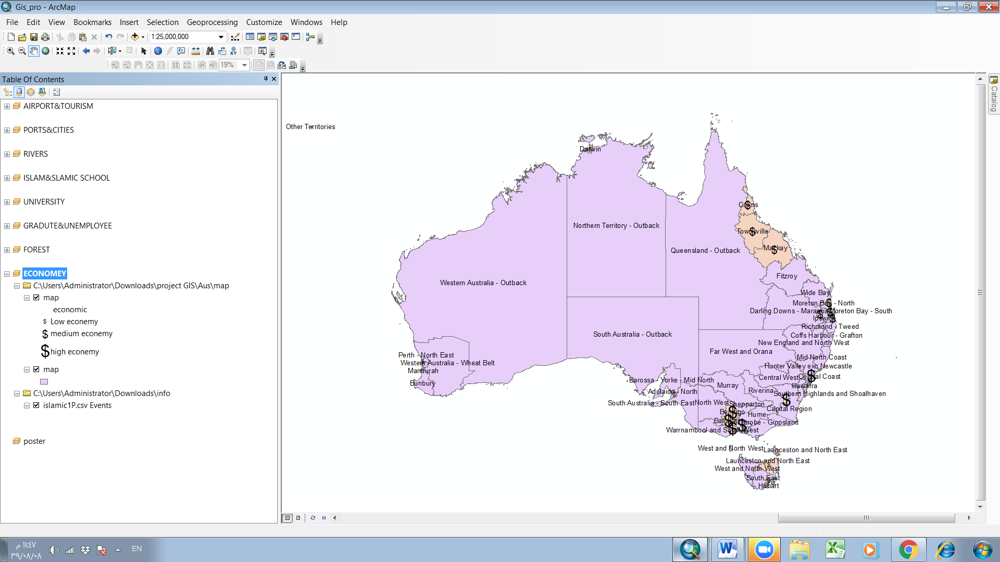 Gis_pro - ArcMap
File Edit View Bookmarks Insert Selection Geoprocessing Customize Windows Help
1:25,000,000
19%
Table Of Contents
AIRPORT&TOURISM
PORTS&CITIES
RIVERS
ISLAM&SLAMIC SCHOOL
UNIVERSITY
GRADUTE&UNEMPLOYEE
FOREST
ECONOMEY
C:\Users\Administrator\Downloads\project GIS\Aus\map
map
economic
$ Low economy
$ medium economy
$ high economy
map
C:\Users\Administrator\Downloads\info
islamic1P.csv Events
poster
Catalog
Other Territories
Darwin
Cairns
Northern Territory - Outback
Townsville
Mackay
Queensland - Outback
Fitzroy
Western Australia - Outback
Wide Bay
Moreton Bay - North
Darling Downs - Maranoa
Moreton Bay - South
Ipswich
Richmond - Tweed
South Australia - Outback
Coffs Harbour - Grafton
New England and North West
Far West and Orana
Perth - North East
Mid North Coast
Western Australia - Wheat Belt
Hunter Valley exc Newcastle
Mandurah
Central West
Central Coast
Barossa - Yorke - Mid North
Bunbury
Murray
Illawarra
Riverina
Adelaide - North
Southern Highlands and Shoalhaven
South Australia - South East
North West
Shepparton
Capital Region
Bendigo
Hume
Ballarat
Latrobe - Gippsland
Warrnambool and South West
West and North West
Launceston and North East
Launceston and North East
West and North West
South East
Hobart
١١:٤٧ م
٣٩/٠٨/٠٨
EN